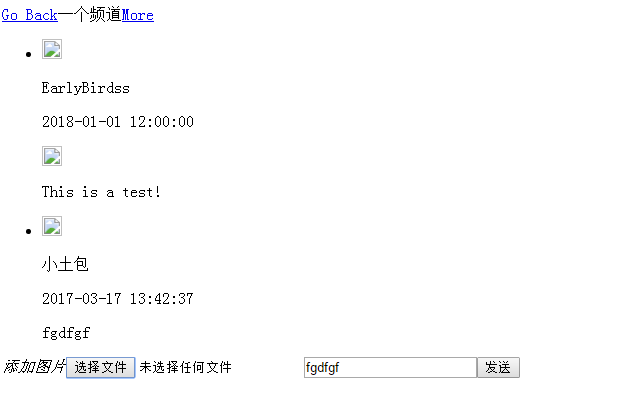 Go Back一个频道More
EarlyBirdss
2018-01-01 12:00:00
This is a test!
小土包
2017-03-17 13:42:37
fgdfgf
添加图片 选择文件 未选择任何文件 fgdfgf 发送